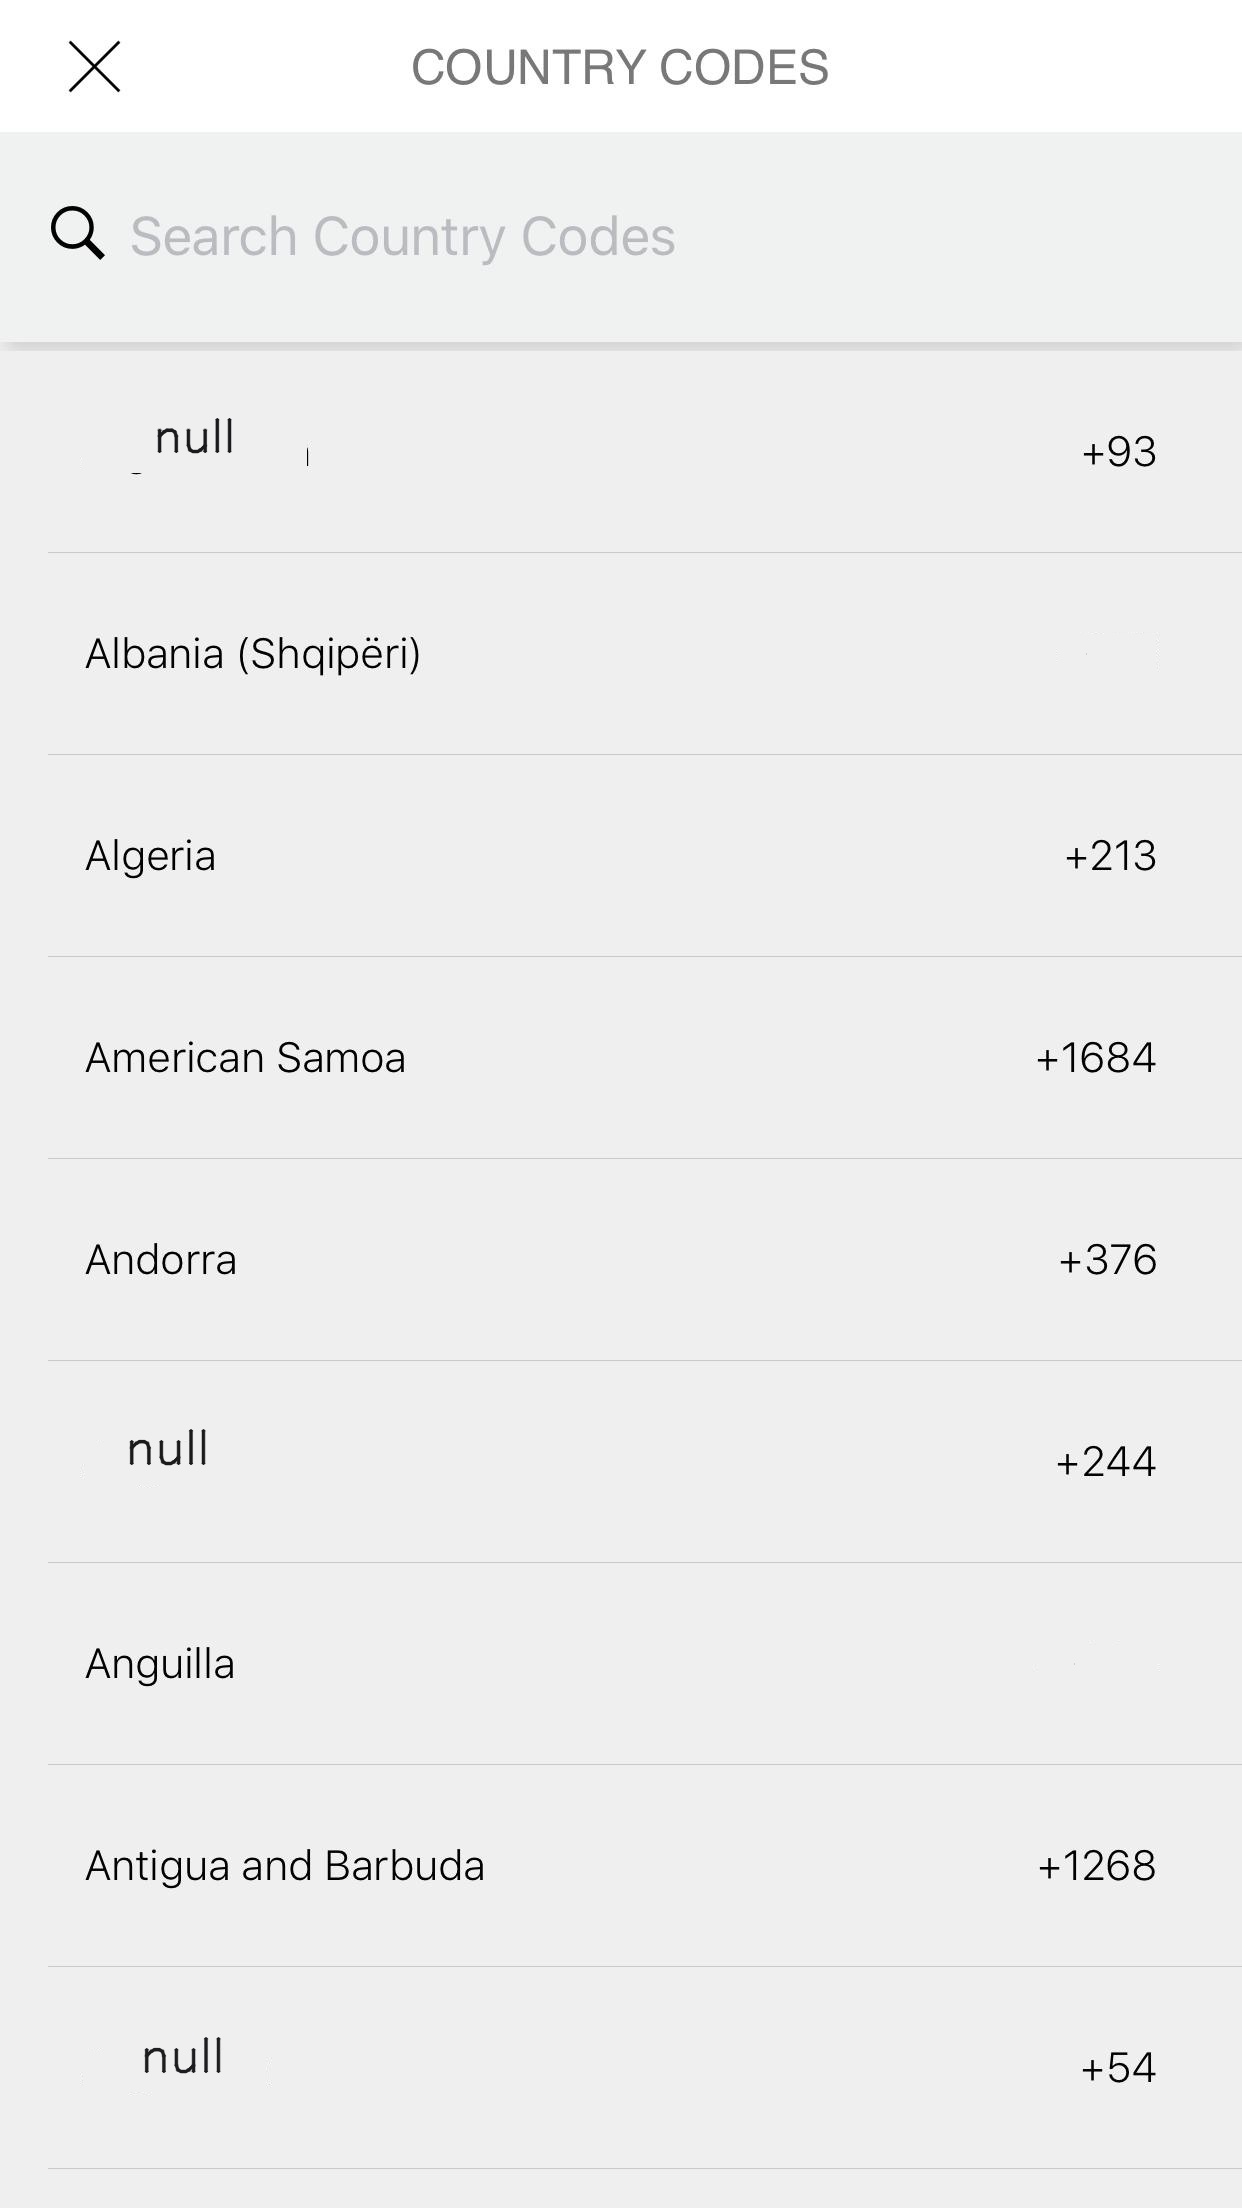 COUNTRY CODES
Search Country Codes
null +93
Albania (Shqipëri)
Algeria +213
American Samoa +1684
Andorra +376
null +244
Anguilla
Antigua and Barbuda +1268
null +54